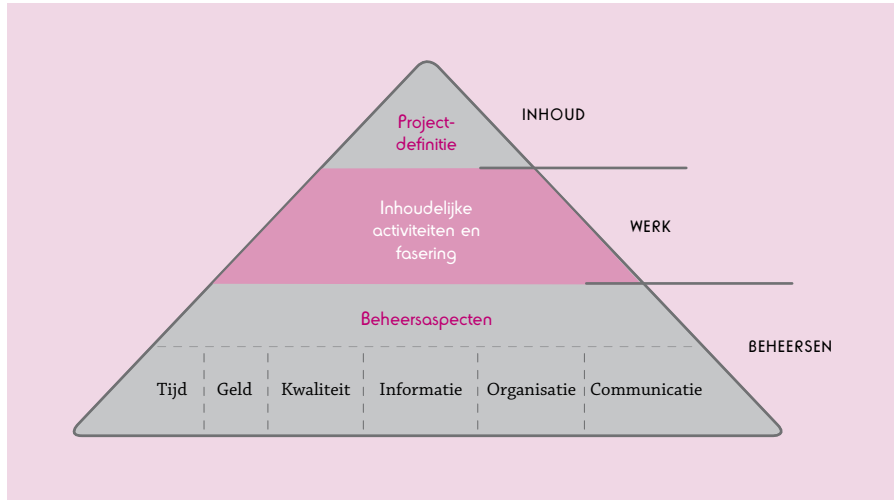 INHOUD
Project-
definitie
Inhoudelijke
activiteiten en
fasering
WERK
Beheersaspecten
BEHEERSEN
Tijd Geld Kwaliteit Informatie Organisatie Communicatie